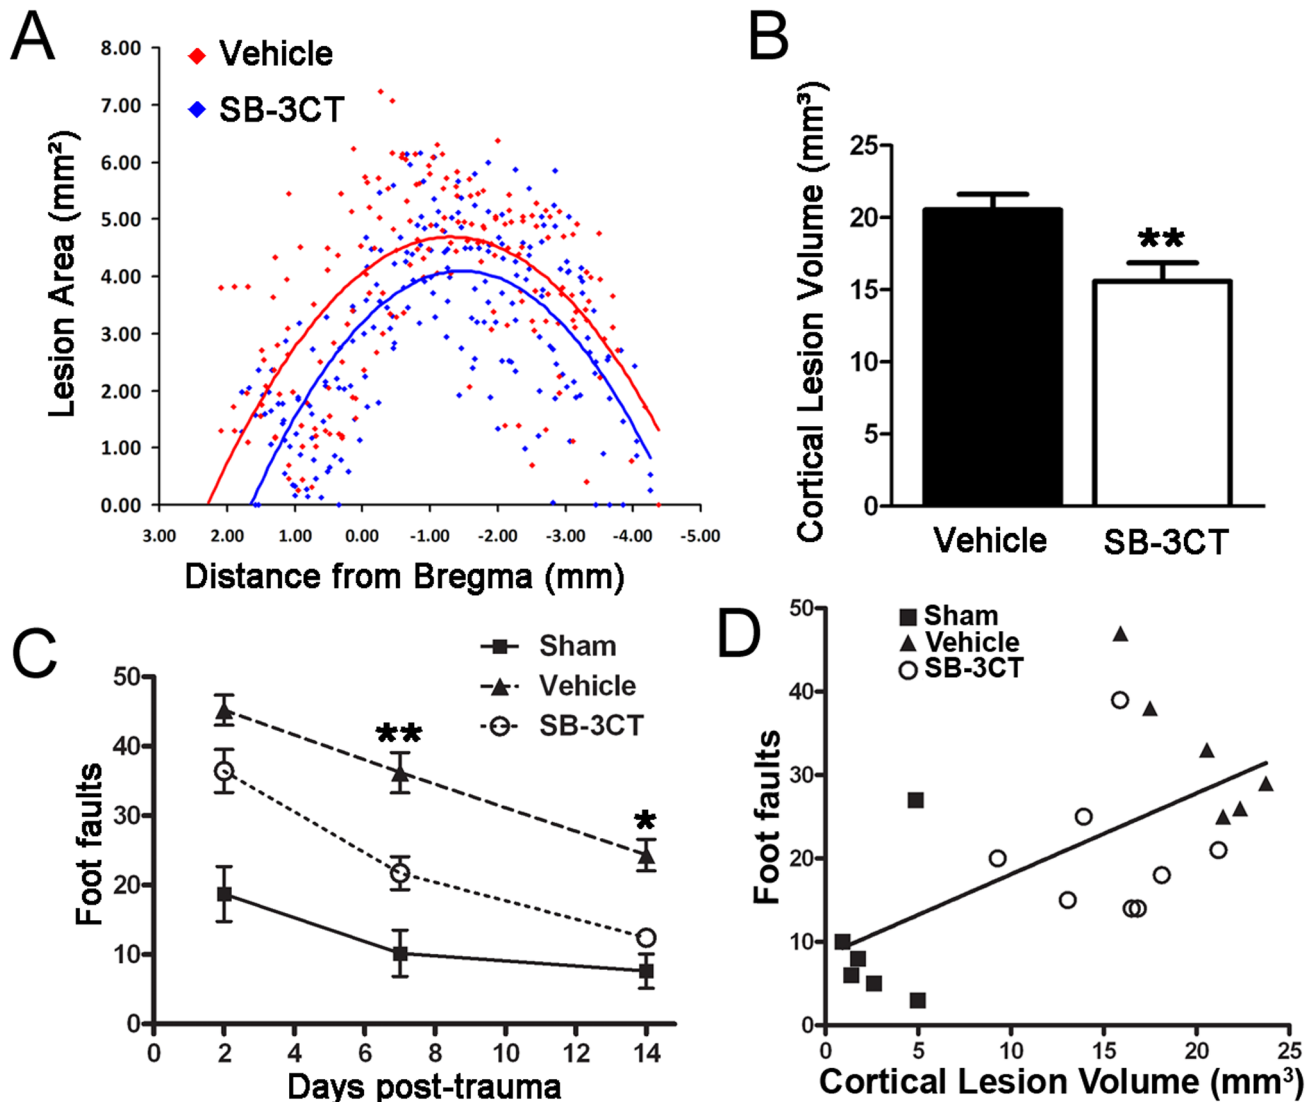 A
Vehicle
SB-3CT
Lesion Area (mm²)
8.00
7.00
6.00
5.00
4.00
3.00
2.00
1.00
0.00
3.00 2.00 1.00 0.00 -1.00 -2.00 -3.00 -4.00 -5.00
Distance from Bregma (mm)
B
Cortical Lesion Volume (mm³)
25
20
15
10
5
0
**
Vehicle SB-3CT
C
Sham
Vehicle
SB-3CT
Foot faults
50
40
30
20
10
0
**
*
0 2 4 6 8 10 12 14
Days post-trauma
D
Sham
Vehicle
SB-3CT
Foot faults
50
40
30
20
10
0
0 5 10 15 20 25
Cortical Lesion Volume (mm³)